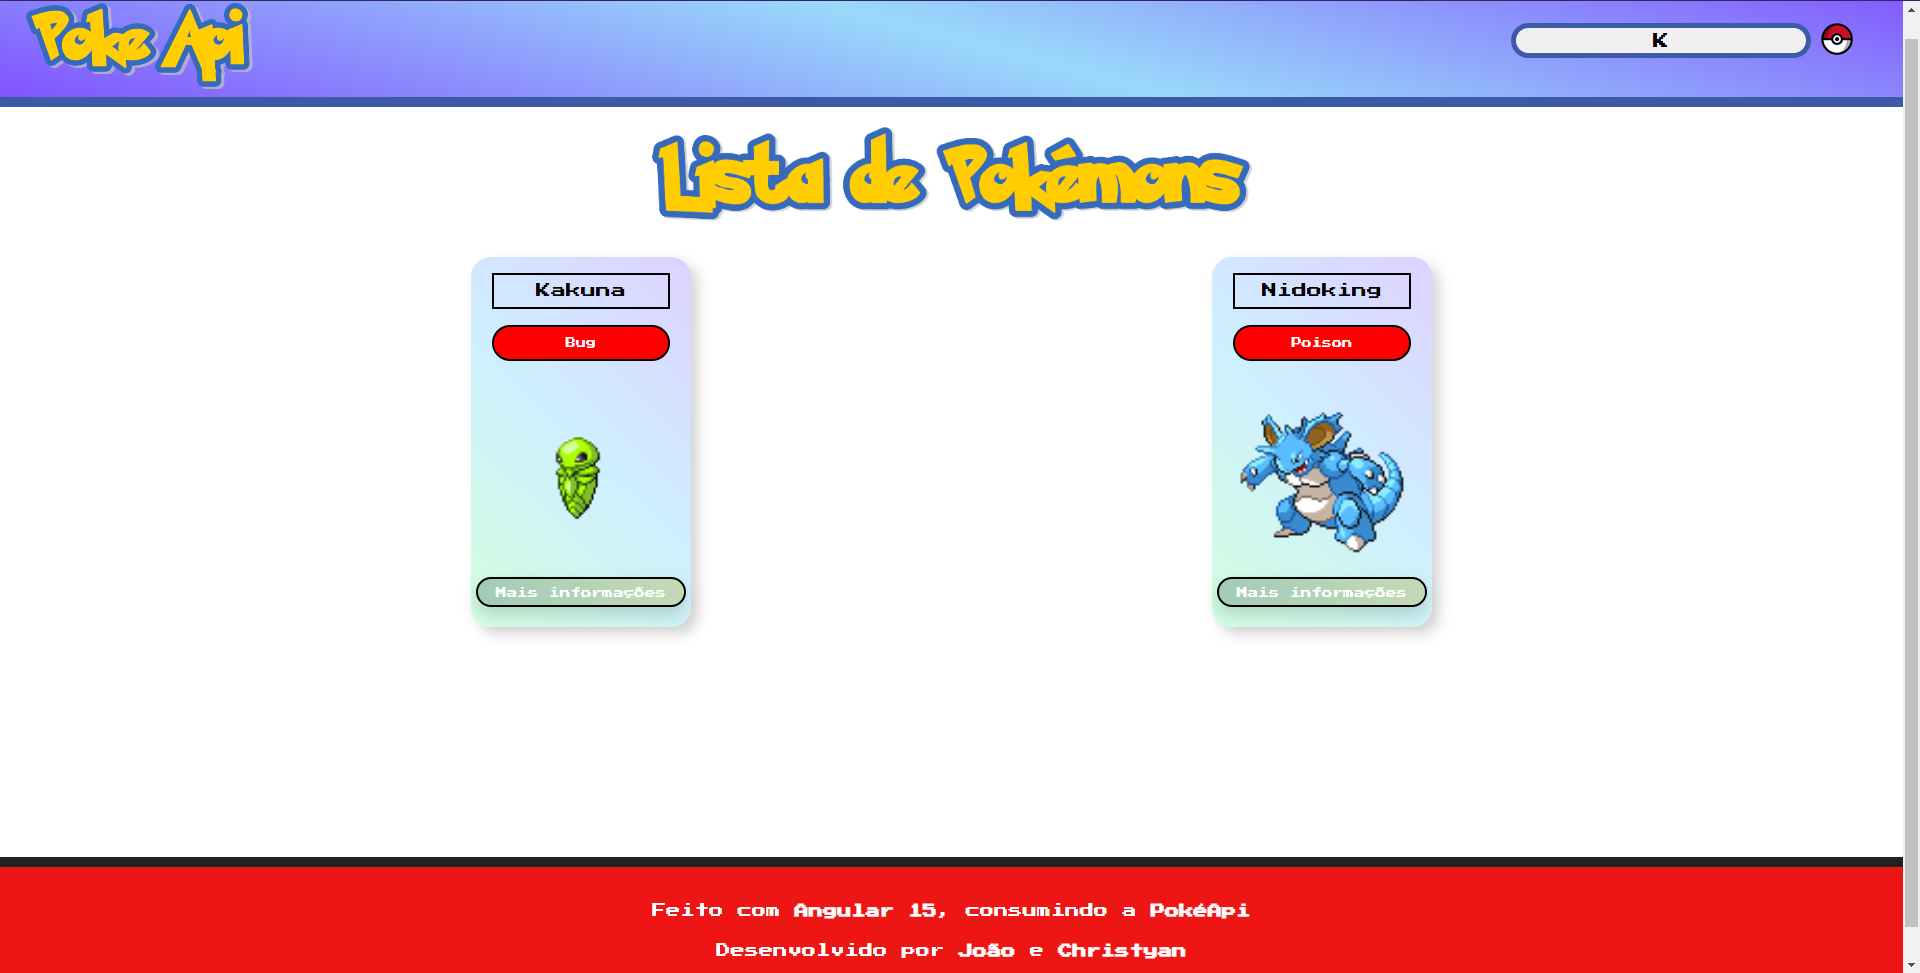 Poke Api
K
Lista de Pokémons
Kakuna
Bug
Mais informações
Nidoking
Poison
Mais informações
Feito com Angular 15, consumindo a PokéApi
Desenvolvido por João e Christyan